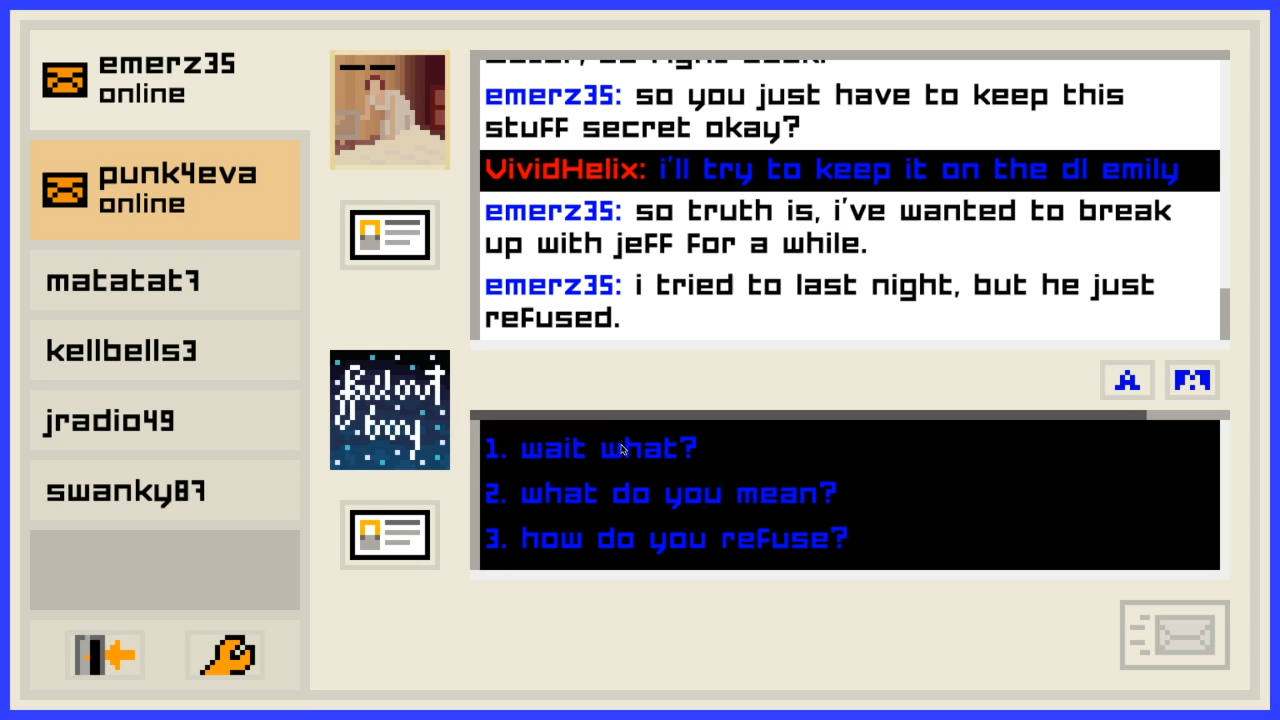 emerz35
online
punk4eva
online
matatat7
kellbells3
jradio49
swanky87
emerz35: so you just have to keep this
stuff secret okay?
VividHelix: i'll try to keep it on the dl emily
emerz35: so truth is, i've wanted to break
up with jeff for a while.
emerz35: i tried to last night, but he just
refused.
fall out
boy
A
1. wait what?
2. what do you mean?
3. how do you refuse?